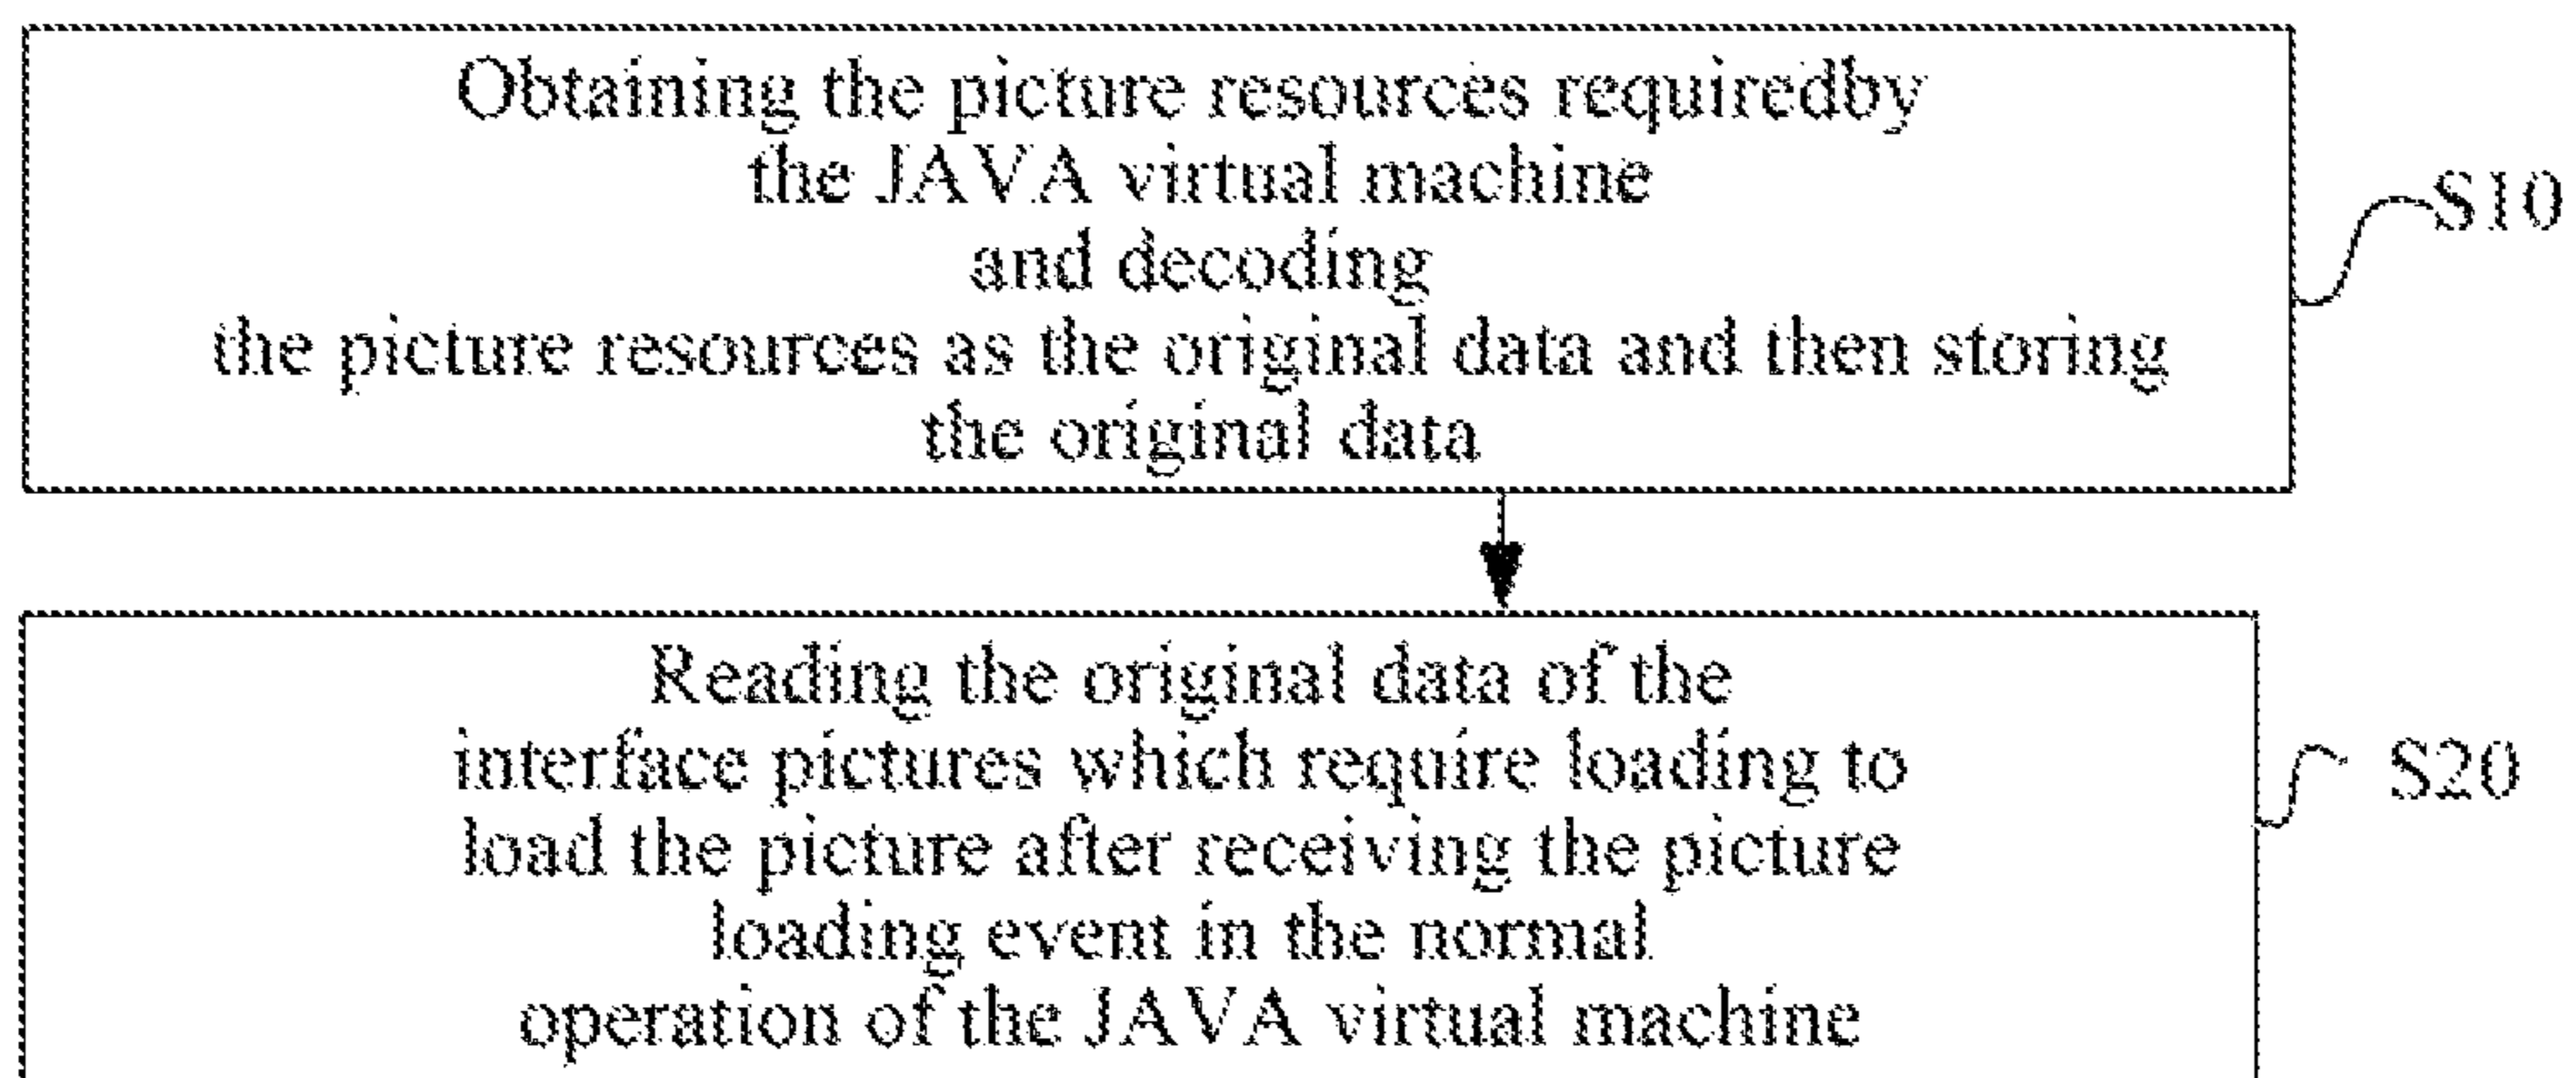 Obtaining the picture resources requiredby
the JAVA virtual machine
and decoding
the picture resources as the original data and then storing
the original data
S10
Reading the original data of the
interface pictures which require loading to
load the picture after receiving the picture
loading event in the normal
operation of the JAVA virtual machine
S20